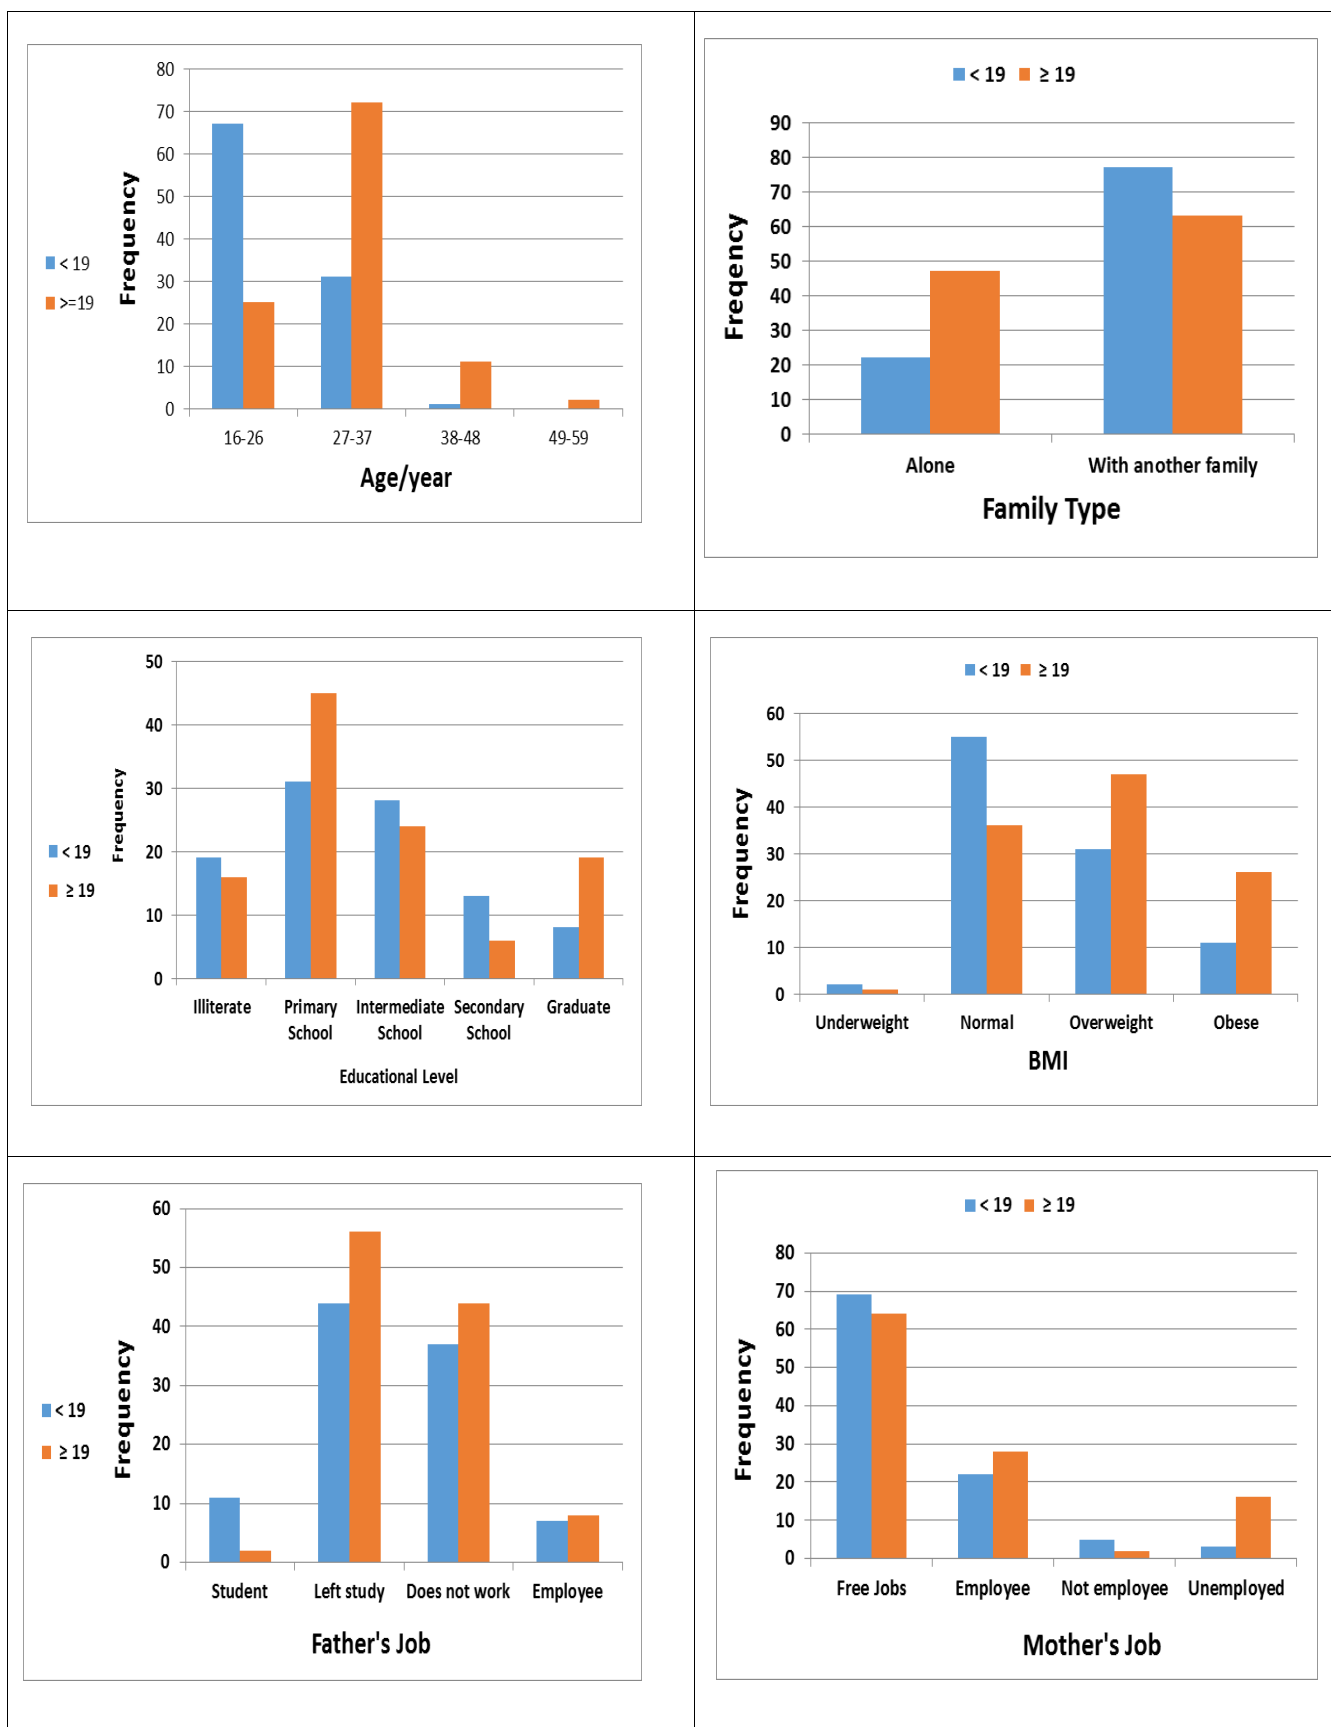 80
70
60
50
40
30
20
10
0
Frequency
< 19
>=19
16-26 27-37 38-48 49-59
Age/year
< 19 ≥ 19
90
80
70
60
50
40
30
20
10
0
Freqency
Alone With another family
Family Type
50
40
30
20
10
0
Frequency
< 19
≥ 19
Illiterate Primary School Intermediate School Secondary School Graduate
Educational Level
< 19 ≥ 19
60
50
40
30
20
10
0
Frequency
Underweight Normal Overweight Obese
BMI
60
50
40
30
20
10
0
Frequency
< 19
≥ 19
Student Left study Does not work Employee
Father's Job
< 19 ≥ 19
80
70
60
50
40
30
20
10
0
Frequency
Free Jobs Employee Not employee Unemployed
Mother's Job